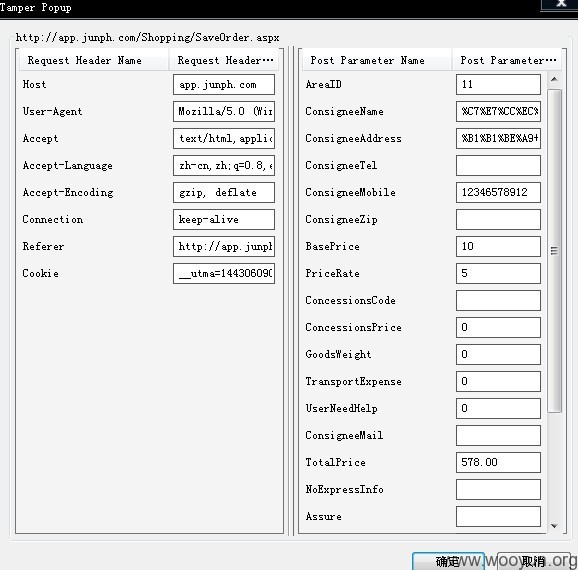 Tamper Popup
http://app.junph.com/Shopping/SaveOrder.aspx
Request Header Name Request Header⋯ Post Parameter Name Post Parameter⋯
Host app.junph.com AreaID 11
User-Agent Mozilla/5.0 (Win ConsigneeName %C7%E7%CC%EC%
Accept text/html,applic ConsigneeAddress %B1%B1%BE%A9+
Accept-Language zh-cn,zh;q=0.8,e ConsigneeTel
Accept-Encoding gzip, deflate ConsigneeMobile 12346578912
Connection keep-alive ConsigneeZip
Referer http://app.junph BasePrice 10
Cookie __utma=144306090 PriceRate 5
ConcessionsCode
ConcessionsPrice 0
GoodsWeight 0
TransportExpense 0
UserNeedHelp 0
ConsigneeMail
TotalPrice 578.00
NoExpressInfo
Assure
确定 取消
www.wooyun.org